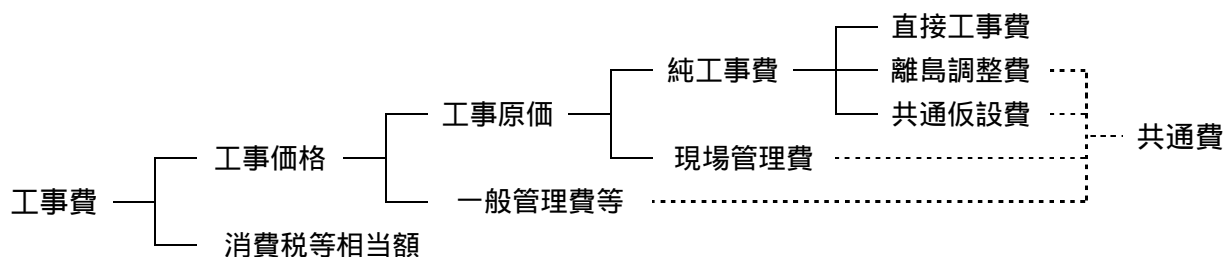 直接工事費
純工事費
離島調整費
工事原価
共通仮設費
共通費
工事価格
現場管理費
工事費
一般管理費等
消費税等相当額